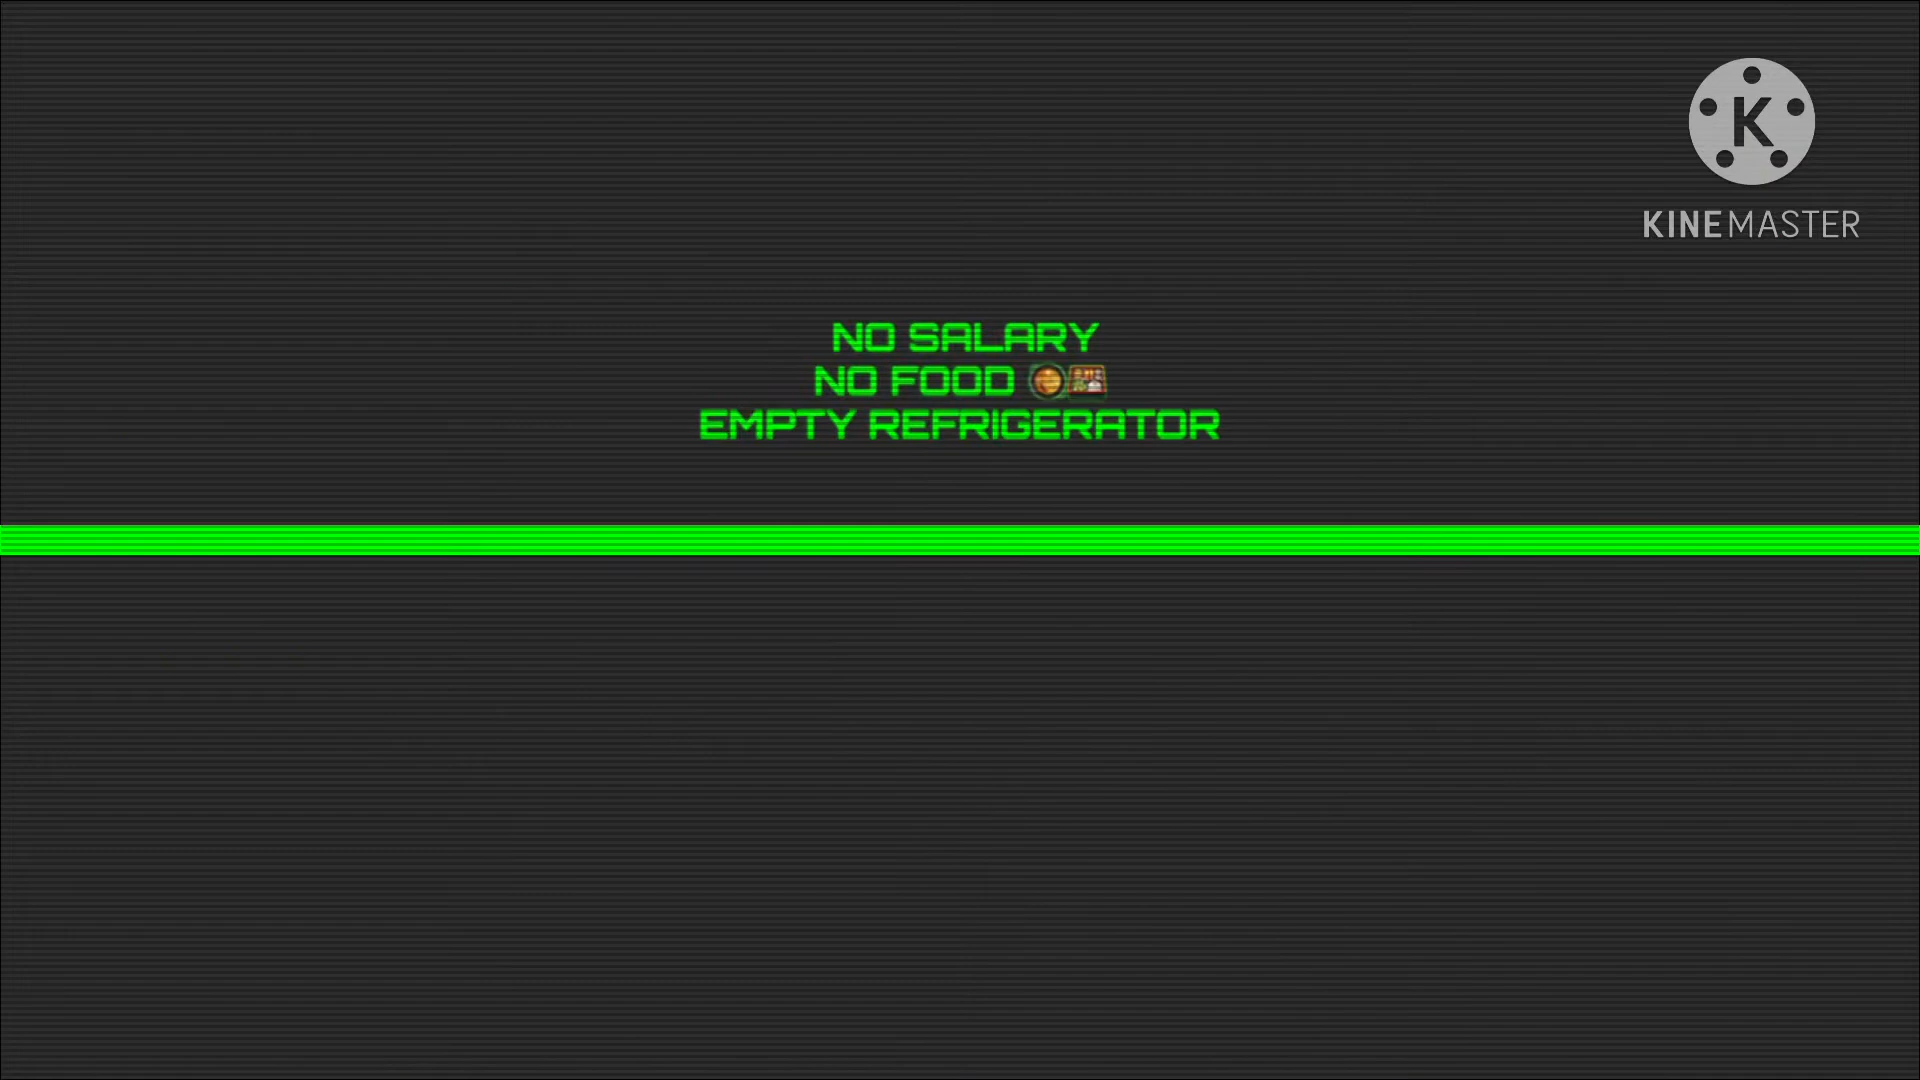 K
KINEMASTER
NO SALARY
NO FOOD 🥘🍱
EMPTY REFRIGERATOR